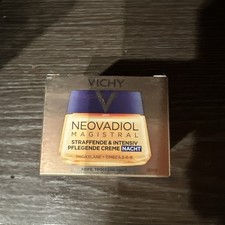 VICHY
NEOVADIOL
MAGISTRAL
STRAFFENDE & INTENSIV
PFLEGENDE CREME NACHT